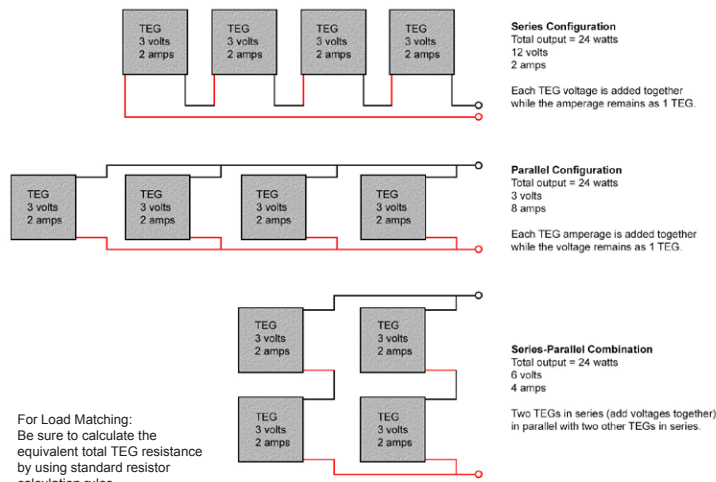 TEG
3 volts
2 amps
TEG
3 volts
2 amps
TEG
3 volts
2 amps
TEG
3 volts
2 amps
Series Configuration
Total output = 24 watts
12 volts
2 amps
Each TEG voltage is added together
while the amperage remains as 1 TEG.
TEG
3 volts
2 amps
TEG
3 volts
2 amps
TEG
3 volts
2 amps
TEG
3 volts
2 amps
Parallel Configuration
Total output = 24 watts
3 volts
8 amps
Each TEG amperage is added together
while the voltage remains as 1 TEG.
TEG
3 volts
2 amps
TEG
3 volts
2 amps
TEG
3 volts
2 amps
TEG
3 volts
2 amps
Series-Parallel Combination
Total output = 24 watts
6 volts
4 amps
Two TEGs in series (add voltages together)
in parallel with two other TEGs in series.
For Load Matching:
Be sure to calculate the
equivalent total TEG resistance
by using standard resistor
calculation rules